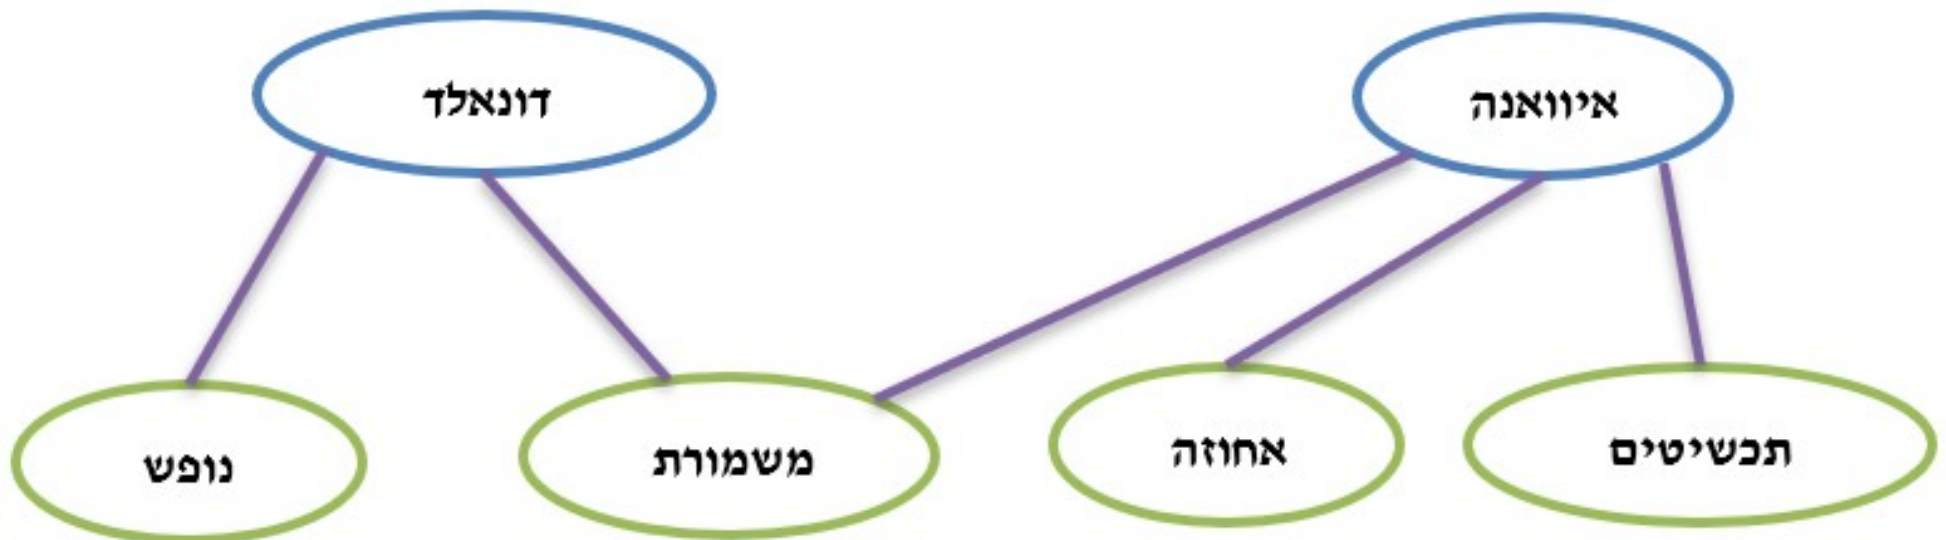 איוואנה
דונאלד
תכשיטים
אחוזה
משמורת
נופש